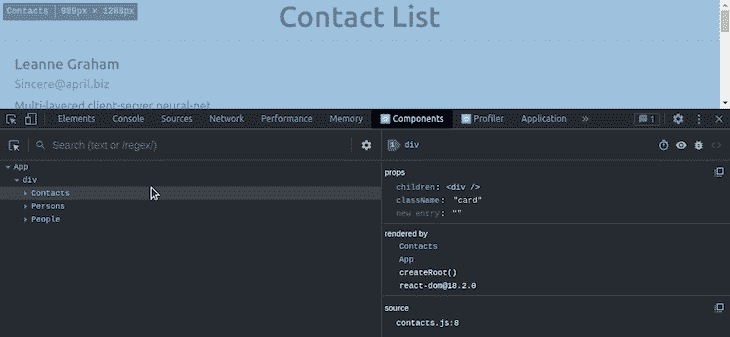 Contacts | 989px × 1288px
Contact List
Leanne Graham
Sincere@april.biz
Multi-layered client-server neural-net
Elements Console Sources Network Performance Memory Components Profiler Application » 1
Search (text or /regex/)
App
div
Contacts
Persons
People
div
props
children: <div />
className: "card"
new entry: ""
rendered by
Contacts
App
createRoot()
react-dom@18.2.0
source
contacts.js:8